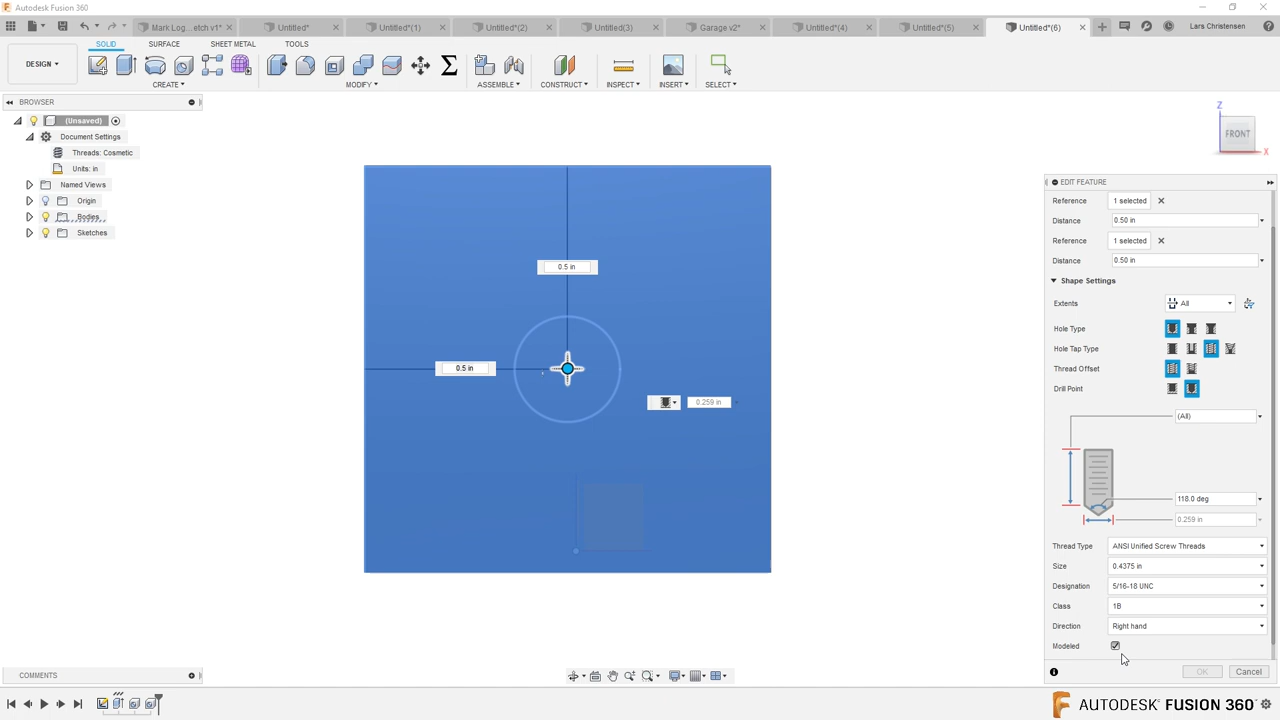 Autodesk Fusion 360
Mark Log...etch v1*
Untitled*
Untitled*(1)
Untitled*(2)
Untitled(3)
Garage v2*
Untitled*(4)
Untitled*(5)
Untitled*(6)
Lars Christensen
SOLID
SURFACE
SHEET METAL
TOOLS
DESIGN
CREATE
MODIFY
ASSEMBLE
CONSTRUCT
INSPECT
INSERT
SELECT
BROWSER
(Unsaved)
Document Settings
Threads: Cosmetic
Units: in
Named Views
Origin
Bodies
Sketches
0.5 in
0.5 in
0.259 in
Z
FRONT
X
EDIT FEATURE
Reference 1 selected
Distance 0.50 in
Reference 1 selected
Distance 0.50 in
Shape Settings
Extents All
Hole Type
Hole Tap Type
Thread Offset
Drill Point
(All)
118.0 deg
0.259 in
Thread Type ANSI Unified Screw Threads
Size 0.4375 in
Designation 5/16-18 UNC
Class 1B
Direction Right hand
Modeled
OK Cancel
COMMENTS
AUTODESK FUSION 360